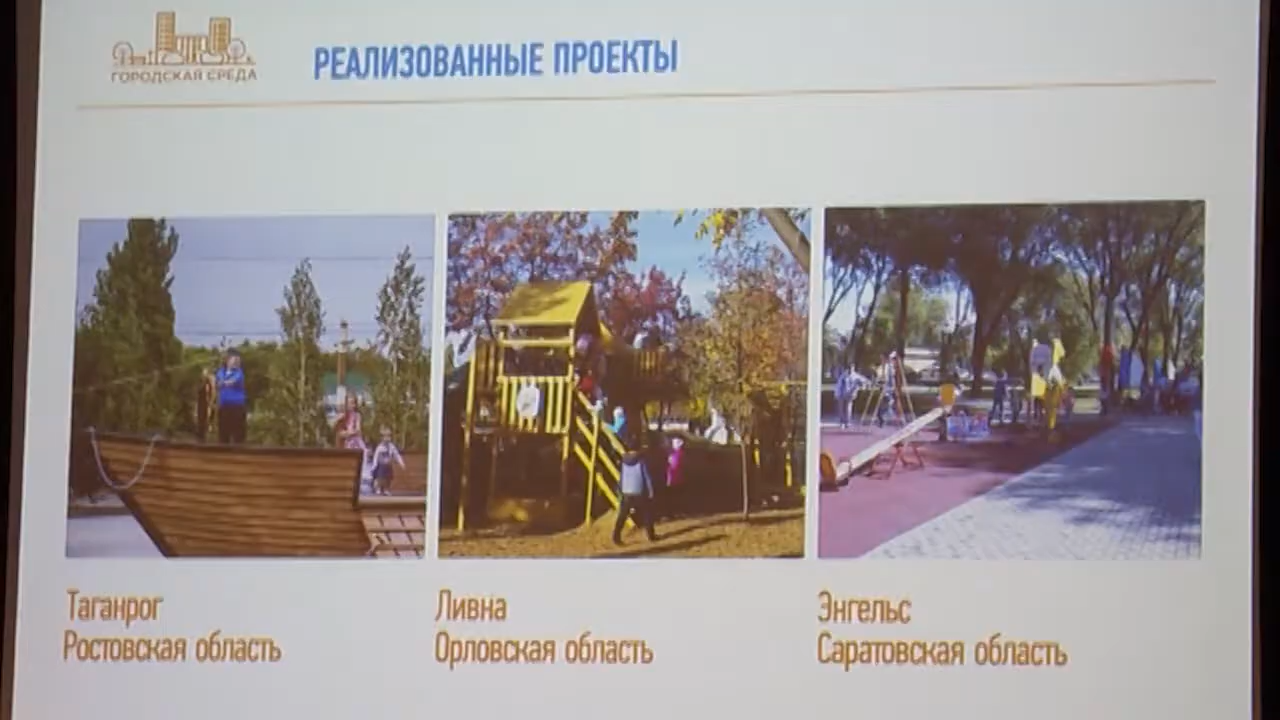 ГОРОДСКАЯ СРЕДА
РЕАЛИЗОВАННЫЕ ПРОЕКТЫ
Таганрог
Ростовская область
Ливна
Орловская область
Энгельс
Саратовская область